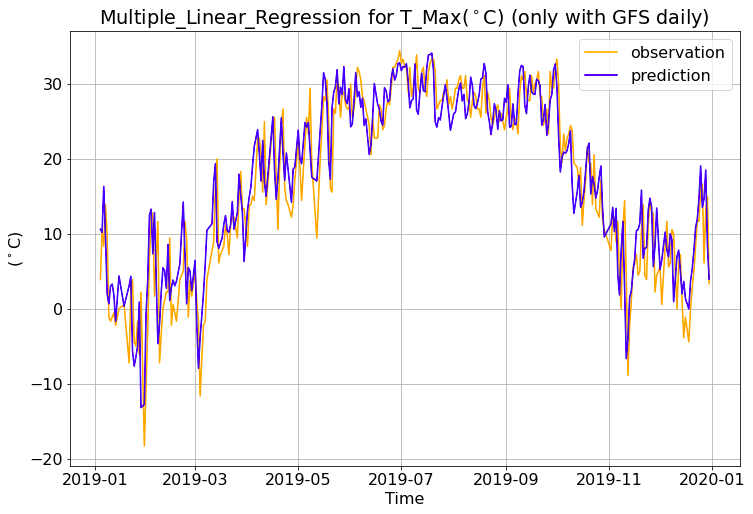 Multiple_Linear_Regression for T_Max(°C) (only with GFS daily)
observation
prediction
(°C)
30
20
10
0
−10
−20
2019-01 2019-03 2019-05 2019-07 2019-09 2019-11 2020-01
Time